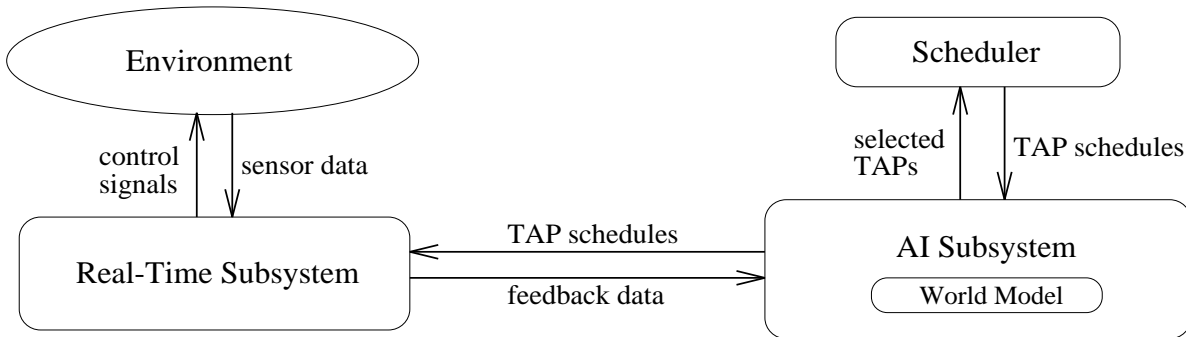 Environment
Scheduler
control
signals
sensor data
selected
TAPs
TAP schedules
Real-Time Subsystem
TAP schedules
feedback data
AI Subsystem
World Model